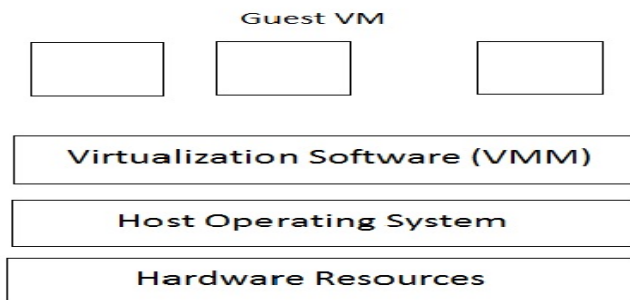 Guest VM
Virtualization Software (VMM)
Host Operating System
Hardware Resources